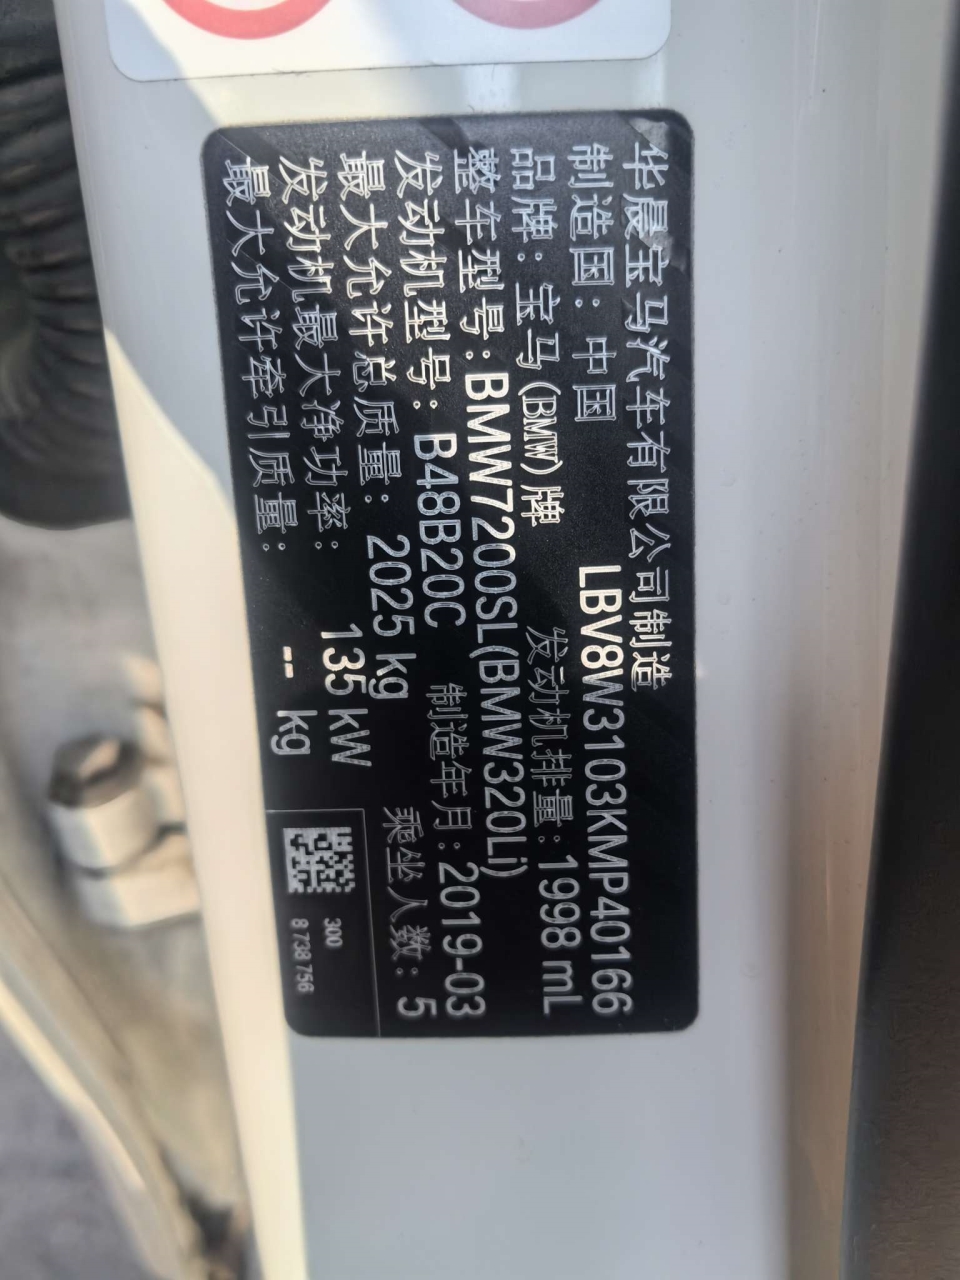 华晨宝马汽车有限公司制造
制造国：中国 LBV8W3103KMP40166
品牌：宝马(BMW)牌 发动机排量：1998 mL
整车型号：BMW7200SL(BMW320Li)
发动机型号：B48B20C 制造年月：2019-03
最大允许总质量：2025 kg 乘坐人数：5
发动机最大净功率：135 kW
最大允许牵引质量：-- kg
300
8 738 756